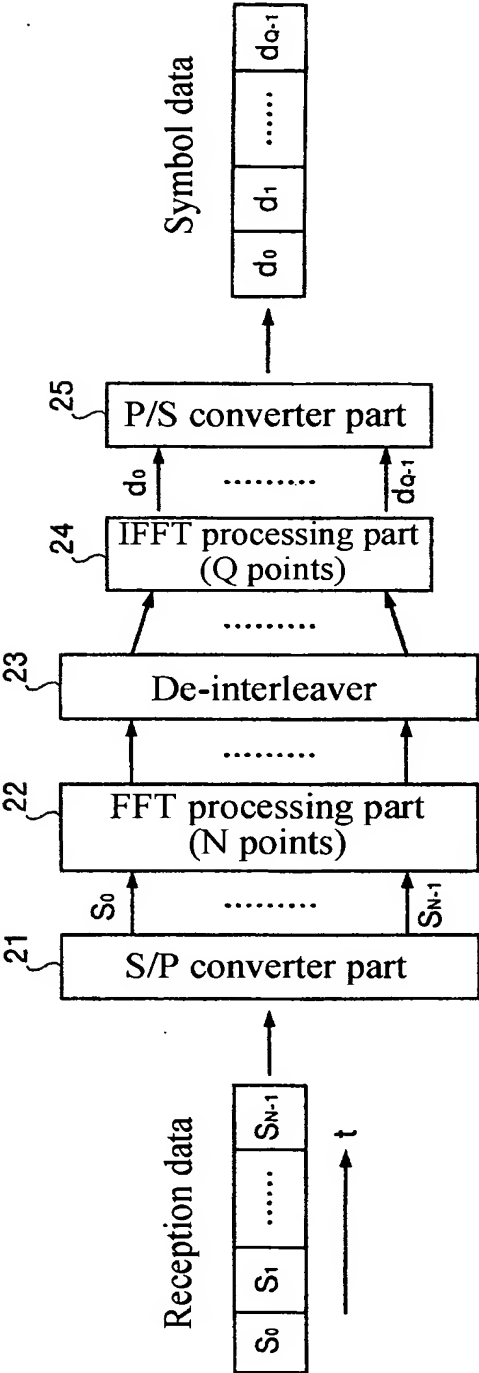 Reception data
S0 S1 ...... SN-1
t
21
S/P converter part
S0
.........
SN-1
22
FFT processing part
(N points)
.........
23
De-interleaver
.........
24
IFFT processing part
(Q points)
d0
.........
dQ-1
25
P/S converter part
Symbol data
d0 d1 ...... dQ-1